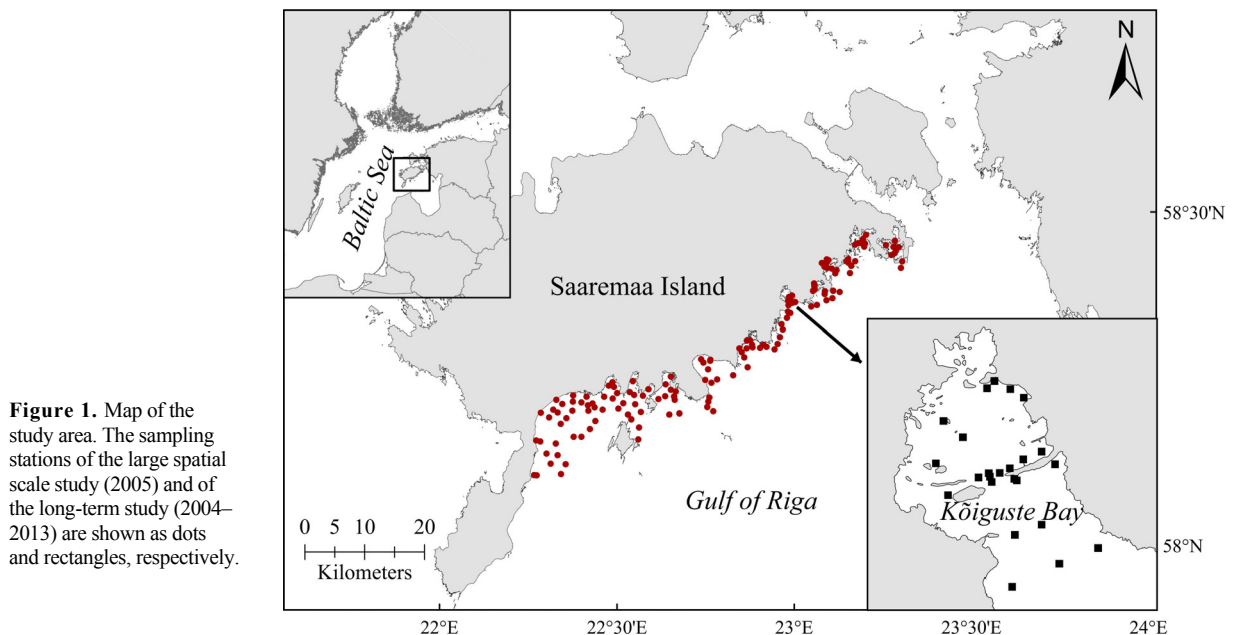 Figure 1. Map of the
study area. The sampling
stations of the large spatial
scale study (2005) and of
the long-term study (2004–
2013) are shown as dots
and rectangles, respectively.
Baltic Sea
N
58°30'N
Saaremaa Island
Gulf of Riga
Kõiguste Bay
58°N
0 5 10 20
Kilometers
22°E 22°30'E 23°E 23°30'E 24°E